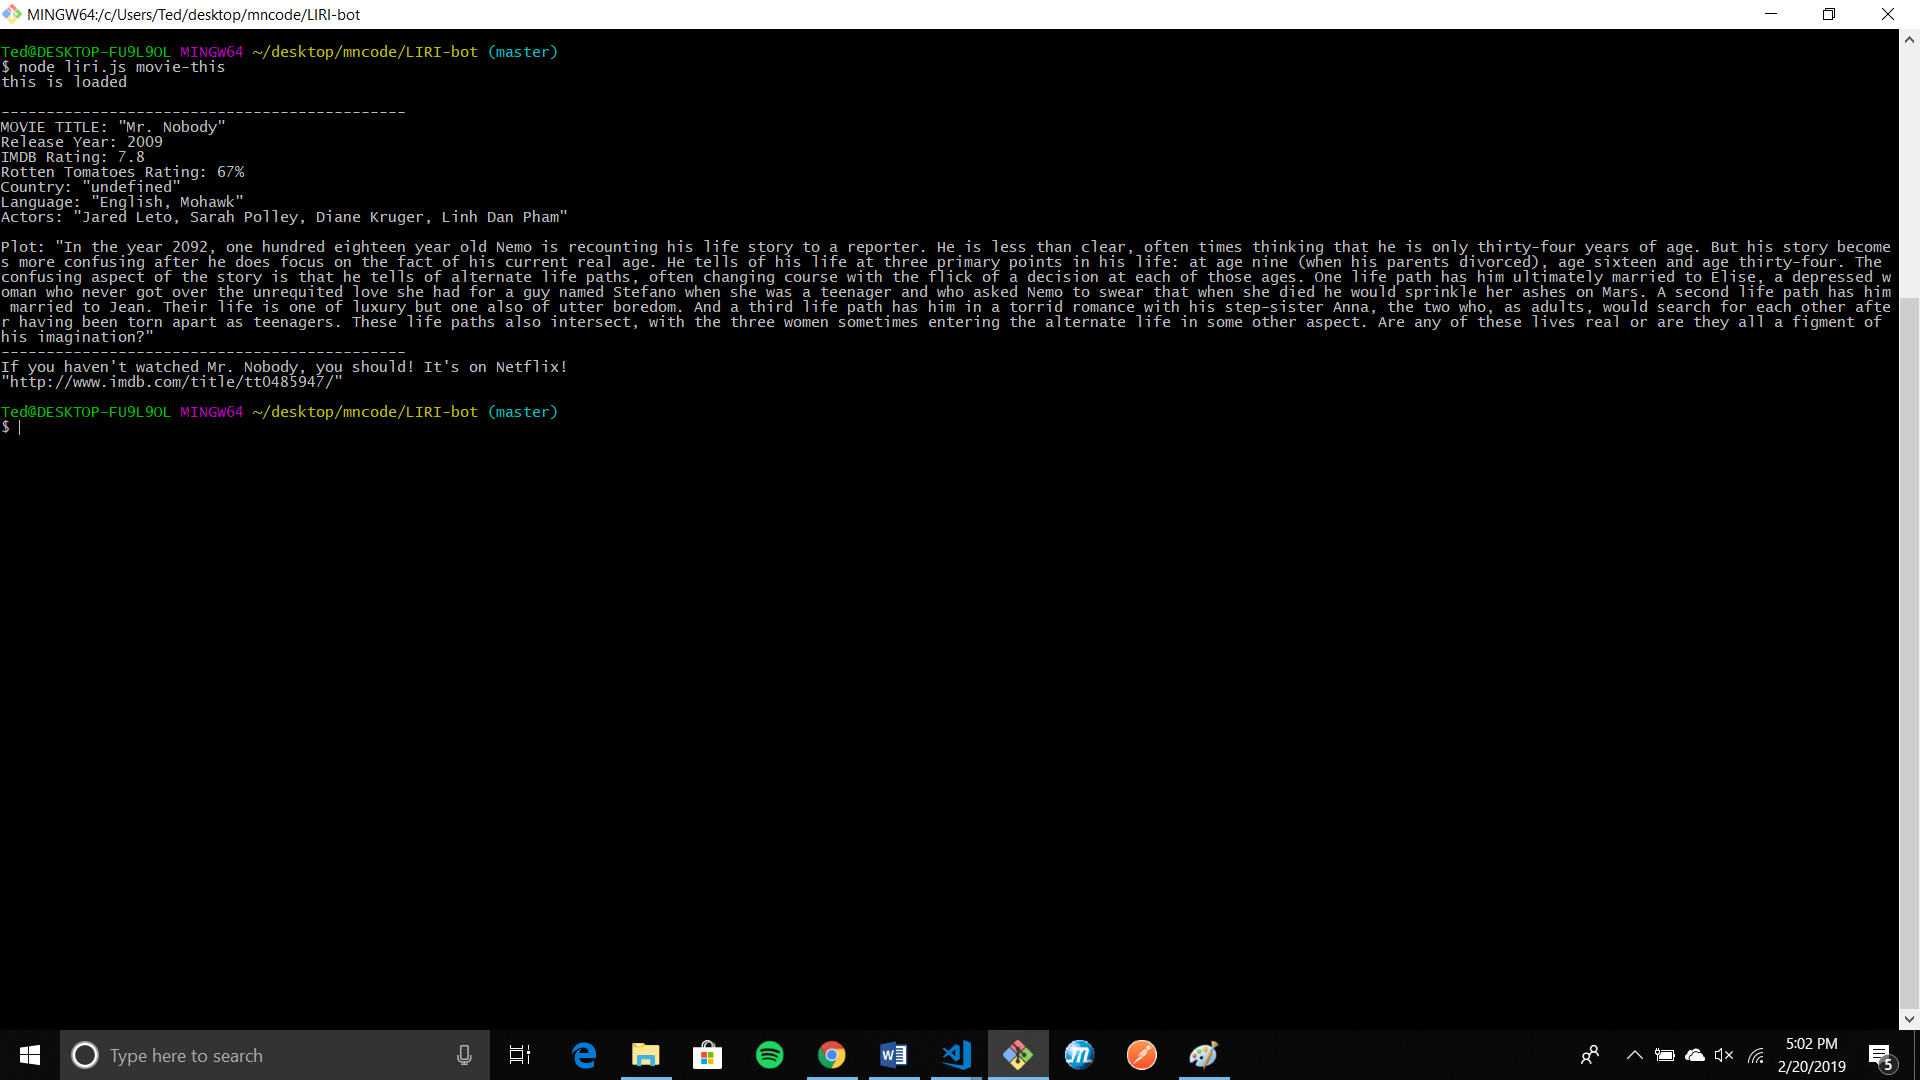 MINGW64:/c/Users/Ted/desktop/mncode/LIRI-bot
Ted@DESKTOP-FU9L9OL MINGW64 ~/desktop/mncode/LIRI-bot (master)
$ node liri.js movie-this
this is loaded
---------------------------------------------
MOVIE TITLE: "Mr. Nobody"
Release Year: 2009
IMDB Rating: 7.8
Rotten Tomatoes Rating: 67%
Country: "undefined"
Language: "English, Mohawk"
Actors: "Jared Leto, Sarah Polley, Diane Kruger, Linh Dan Pham"
Plot: "In the year 2092, one hundred eighteen year old Nemo is recounting his life story to a reporter. He is less than clear, often times thinking that he is only thirty-four years of age. But his story become
s more confusing after he does focus on the fact of his current real age. He tells of his life at three primary points in his life: at age nine (when his parents divorced), age sixteen and age thirty-four. The
confusing aspect of the story is that he tells of alternate life paths, often changing course with the flick of a decision at each of those ages. One life path has him ultimately married to Elise, a depressed w
oman who never got over the unrequited love she had for a guy named Stefano when she was a teenager and who asked Nemo to swear that when she died he would sprinkle her ashes on Mars. A second life path has him
married to Jean. Their life is one of luxury but one also of utter boredom. And a third life path has him in a torrid romance with his step-sister Anna, the two who, as adults, would search for each other afte
r having been torn apart as teenagers. These life paths also intersect, with the three women sometimes entering the alternate life in some other aspect. Are any of these lives real or are they all a figment of
his imagination?"
---------------------------------------------
If you haven't watched Mr. Nobody, you should! It's on Netflix!
"http://www.imdb.com/title/tt0485947/"
Ted@DESKTOP-FU9L9OL MINGW64 ~/desktop/mncode/LIRI-bot (master)
$
Type here to search
5:02 PM
2/20/2019
5